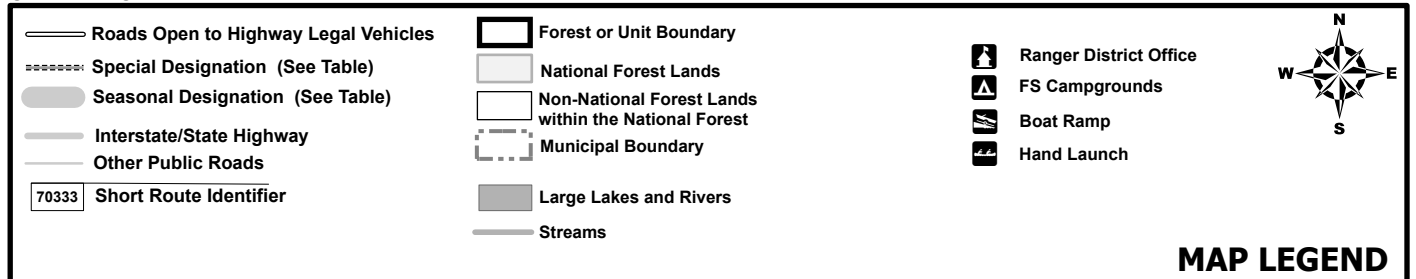 Roads Open to Highway Legal Vehicles
Special Designation (See Table)
Seasonal Designation (See Table)
Interstate/State Highway
Other Public Roads
70333 Short Route Identifier
Forest or Unit Boundary
National Forest Lands
Non-National Forest Lands
within the National Forest
Municipal Boundary
Large Lakes and Rivers
Streams
Ranger District Office
FS Campgrounds
Boat Ramp
Hand Launch
N
W E
S
MAP LEGEND